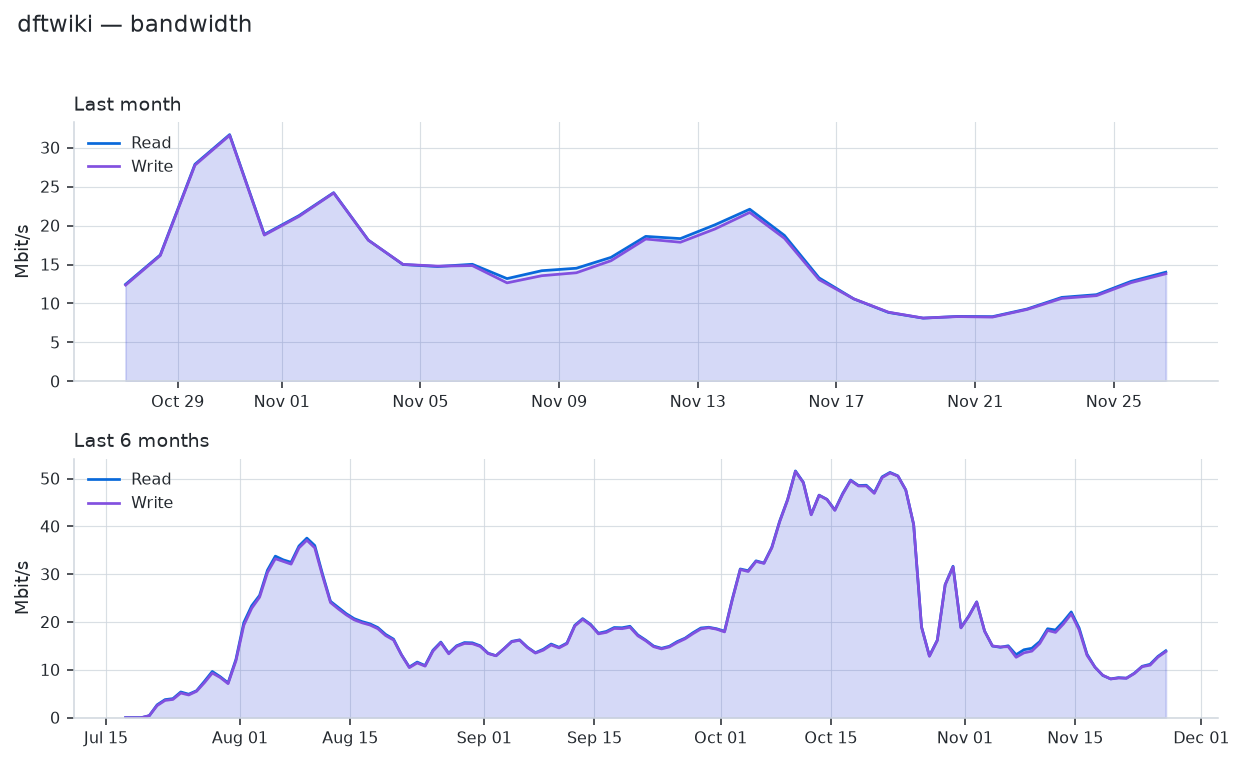 dftwiki — bandwidth
Last month
Mbit/s
30
25
20
15
10
5
0
Read
Write
Oct 29 Nov 01 Nov 05 Nov 09 Nov 13 Nov 17 Nov 21 Nov 25
Last 6 months
Mbit/s
50
40
30
20
10
0
Read
Write
Jul 15 Aug 01 Aug 15 Sep 01 Sep 15 Oct 01 Oct 15 Nov 01 Nov 15 Dec 01